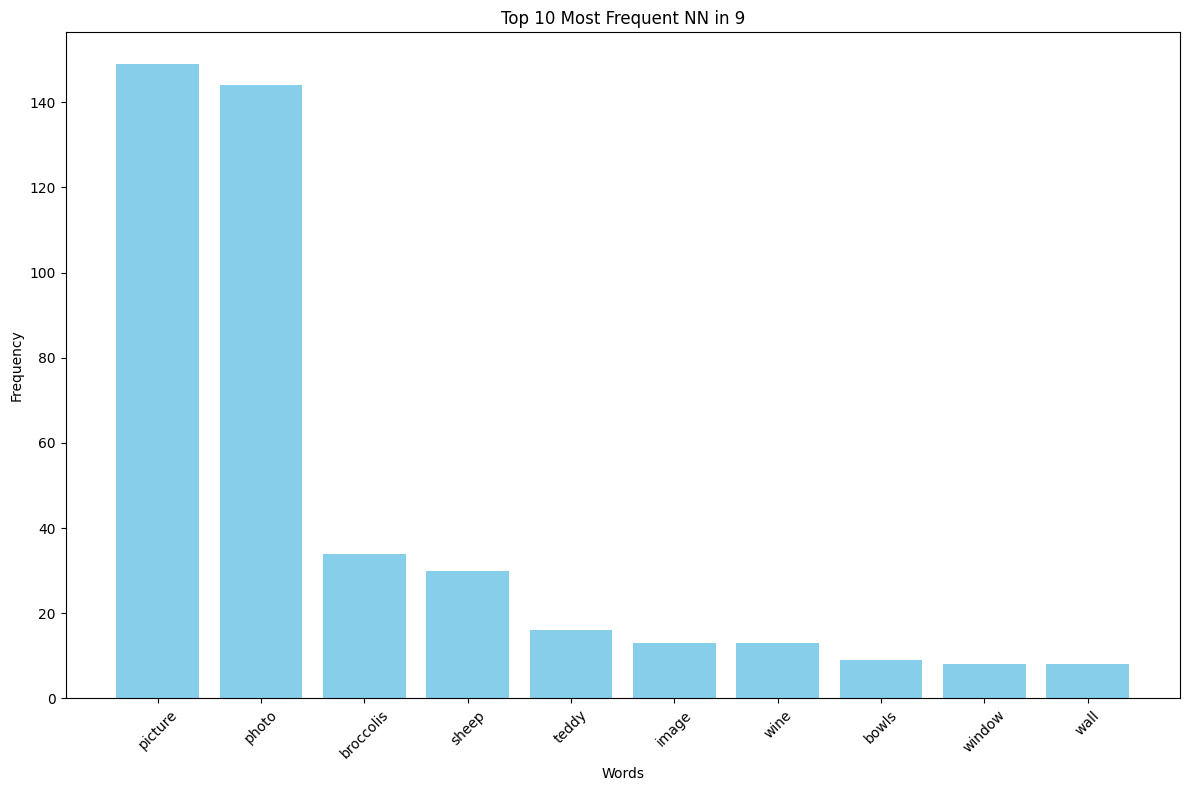 Top 10 Most Frequent NN in 9
Frequency
140
120
100
80
60
40
20
0
picture
photo
broccolis
sheep
teddy
image
wine
bowls
window
wall
Words